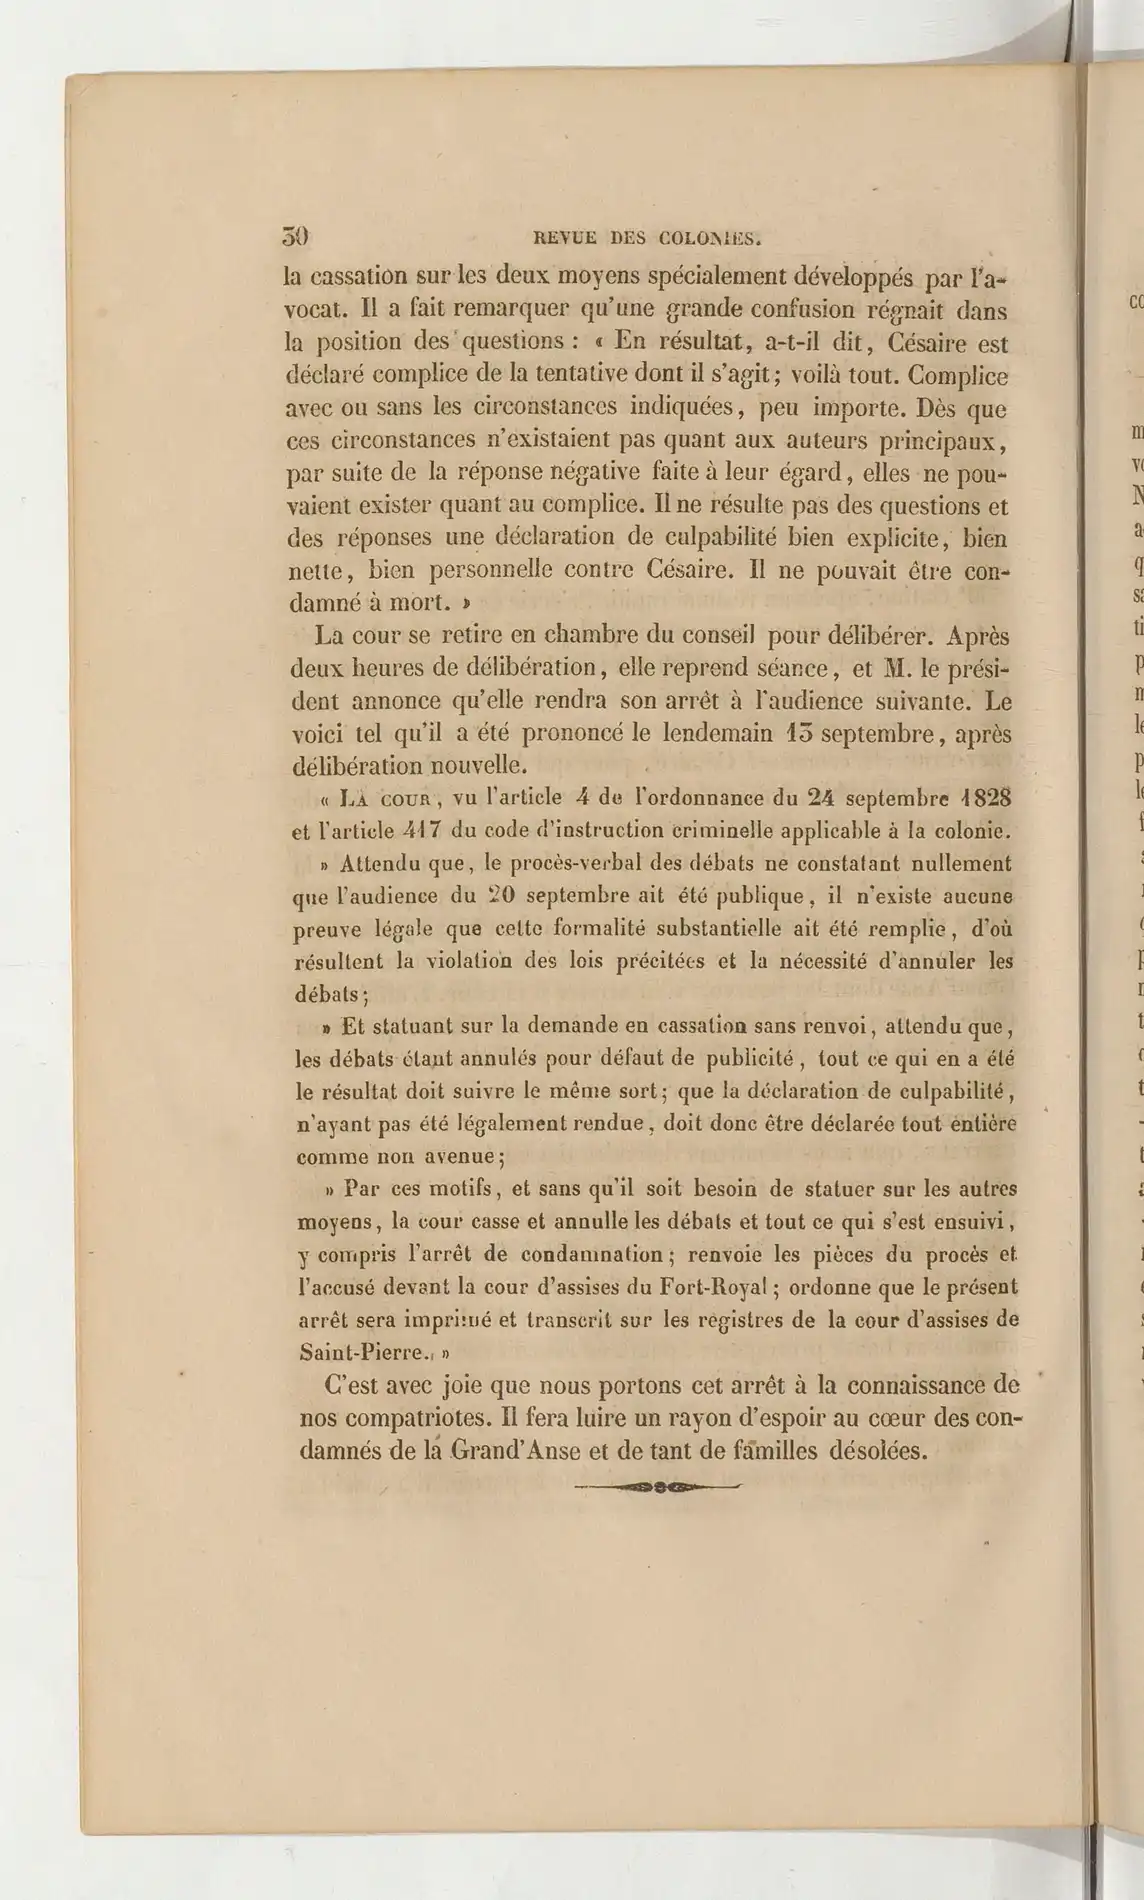 30 REVUE DES COLONIES.
la cassation sur les deux moyens spécialement développés par l'a-
vocat. Il a fait remarquer qu'une grande confusion régnait dans
la position des questions : « En résultat, a-t-il dit, Césaire est
déclaré complice de la tentative dont il s'agit; voilà tout. Complice
avec ou sans les circonstances indiquées, peu importe. Dès que
ces circonstances n'existaient pas quant aux auteurs principaux,
par suite de la réponse négative faite à leur égard, elles ne pou-
vaient exister quant au complice. Il ne résulte pas des questions et
des réponses une déclaration de culpabilité bien explicite, bien
nette, bien personnelle contre Césaire. Il ne pouvait être con-
damné à mort. »
La cour se retire en chambre du conseil pour délibérer. Après
deux heures de délibération, elle reprend séance, et M. le prési-
dent annonce qu'elle rendra son arrêt à l'audience suivante. Le
voici tel qu'il a été prononcé le lendemain 13 septembre, après
délibération nouvelle.
« LA COUR, vu l'article 4 de l'ordonnance du 24 septembre 1828
et l'article 417 du code d'instruction criminelle applicable à la colonie.
» Attendu que, le procès-verbal des débats ne constatant nullement
que l'audience du 20 septembre ait été publique, il n'existe aucune
preuve légale que cette formalité substantielle ait été remplie, d'où
résultent la violation des lois précitées et la nécessité d'annuler les
débats;
» Et statuant sur la demande en cassation sans renvoi, attendu que,
les débats étant annulés pour défaut de publicité, tout ce qui en a été
le résultat doit suivre le même sort; que la déclaration de culpabilité,
n'ayant pas été légalement rendue, doit donc être déclarée tout entière
comme non avenue;
» Par ces motifs, et sans qu'il soit besoin de statuer sur les autres
moyens, la cour casse et annulle les débats et tout ce qui s'est ensuivi,
y compris l'arrêt de condamnation; renvoie les pièces du procès et
l'accusé devant la cour d'assises du Fort-Royal; ordonne que le présent
arrêt sera imprimé et transcrit sur les registres de la cour d'assises de
Saint-Pierre. »
C'est avec joie que nous portons cet arrêt à la connaissance de
nos compatriotes. Il fera luire un rayon d'espoir au cœur des con-
damnés de la Grand'Anse et de tant de familles désolées.